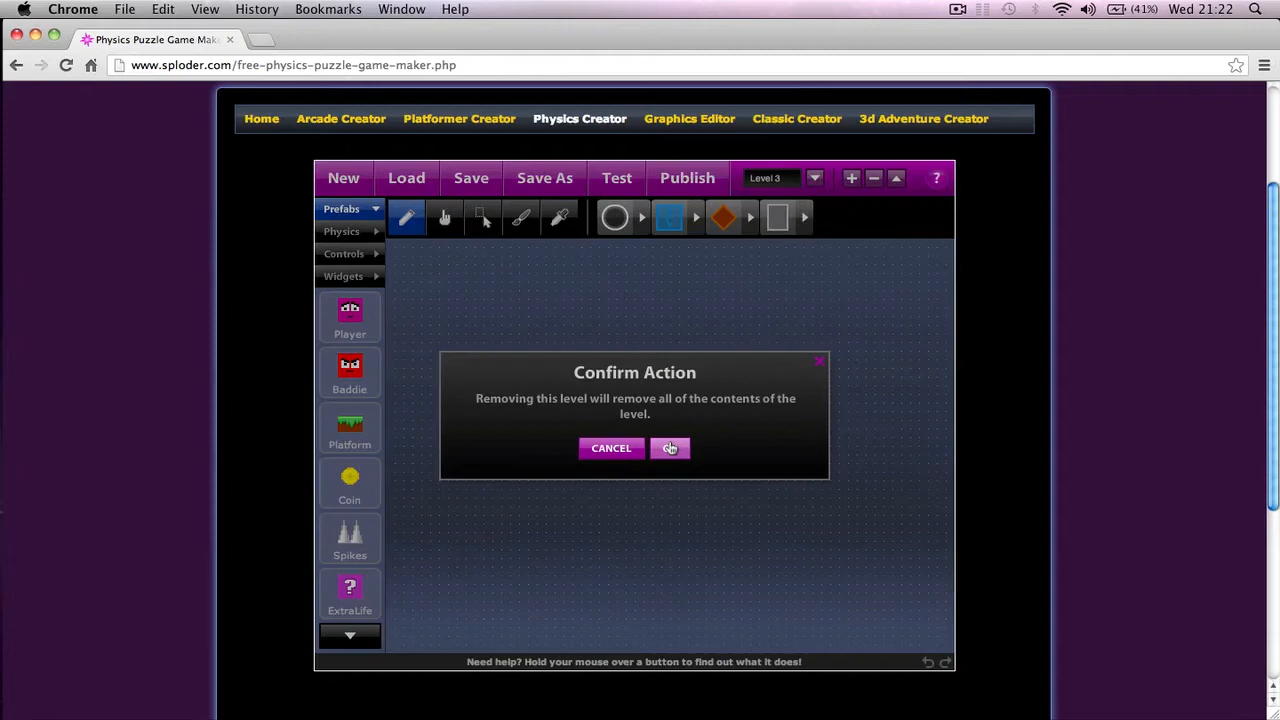 Chrome File Edit View History Bookmarks Window Help (41%) Wed 21:22
Physics Puzzle Game Make
www.sploder.com/free-physics-puzzle-game-maker.php
Home Arcade Creator Platformer Creator Physics Creator Graphics Editor Classic Creator 3d Adventure Creator
New Load Save Save As Test Publish Level 3 + − ?
Prefabs
Physics
Controls
Widgets
Player
Baddie
Platform
Coin
Spikes
?
ExtraLife
Confirm Action
Removing this level will remove all of the contents of the
level.
CANCEL
Need help? Hold your mouse over a button to find out what it does!